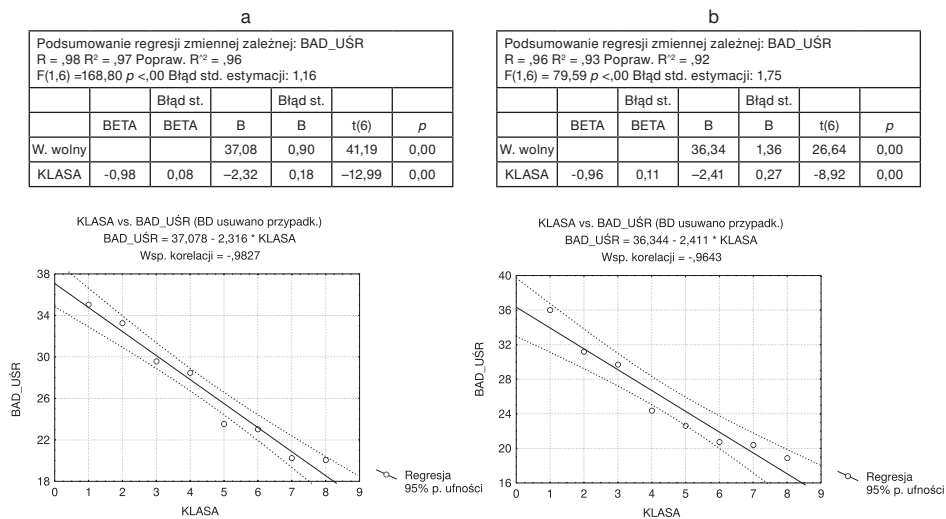 a
Podsumowanie regresji zmiennej zależnej: BAD_UŚR
R = ,98 R² = ,97 Popraw. R^² = ,96
F(1,6) =168,80 p <,00 Błąd std. estymacji: 1,16
Błąd st. Błąd st.
BETA BETA B B t(6) p
W. wolny 37,08 0,90 41,19 0,00
KLASA -0,98 0,08 –2,32 0,18 –12,99 0,00
KLASA vs. BAD_UŚR (BD usuwano przypadk.)
BAD_UŚR = 37,078 - 2,316 * KLASA
Wsp. korelacji = -,9827
38
34
30
26
22
18
BAD_UŚR
0 1 2 3 4 5 6 7 8 9
KLASA
Regresja
95% p. ufności
b
Podsumowanie regresji zmiennej zależnej: BAD_UŚR
R = ,96 R² = ,93 Popraw. R^² = ,92
F(1,6) = 79,59 p <,00 Błąd std. estymacji: 1,75
Błąd st. Błąd st.
BETA BETA B B t(6) p
W. wolny 36,34 1,36 26,64 0,00
KLASA -0,96 0,11 –2,41 0,27 -8,92 0,00
KLASA vs. BAD_UŚR (BD usuwano przypadk.)
BAD_UŚR = 36,344 - 2,411 * KLASA
Wsp. korelacji = -,9643
40
36
32
28
24
20
16
BAD_UŚR
0 1 2 3 4 5 6 7 8 9
KLASA
Regresja
95% p. ufności